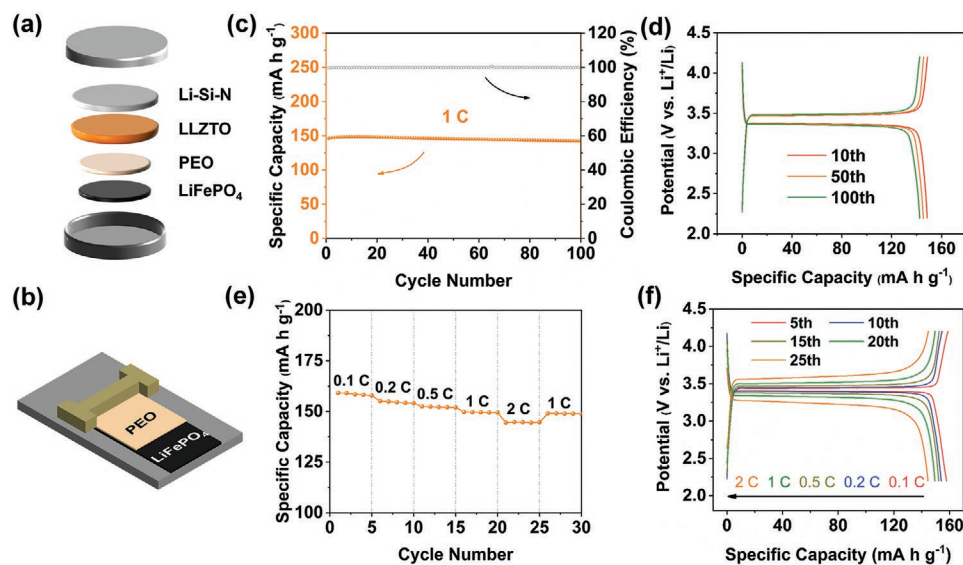 (a)
Li-Si-N
LLZTO
PEO
LiFePO₄
(b)
PEO
LiFePO₄
(c)
Specific Capacity (mA h g⁻¹)
300
250
200
150
100
50
0
1 C
120
100
80
60
40
20
0
Coulombic Efficiency (%)
0 20 40 60 80 100
Cycle Number
(d)
Potential (V vs. Li⁺/Li)
4.5
4.0
3.5
3.0
2.5
2.0
10th
50th
100th
0 40 80 120 160
Specific Capacity (mA h g⁻¹)
(e)
Specific Capacity (mA h g⁻¹)
200
175
150
125
100
0.1 C 0.2 C 0.5 C 1 C 2 C 1 C
0 5 10 15 20 25 30
Cycle Number
(f)
Potential (V vs. Li⁺/Li)
4.5
4.0
3.5
3.0
2.5
2.0
5th 10th
15th 20th
25th
2 C 1 C 0.5 C 0.2 C 0.1 C
0 40 80 120 160
Specific Capacity (mA h g⁻¹)